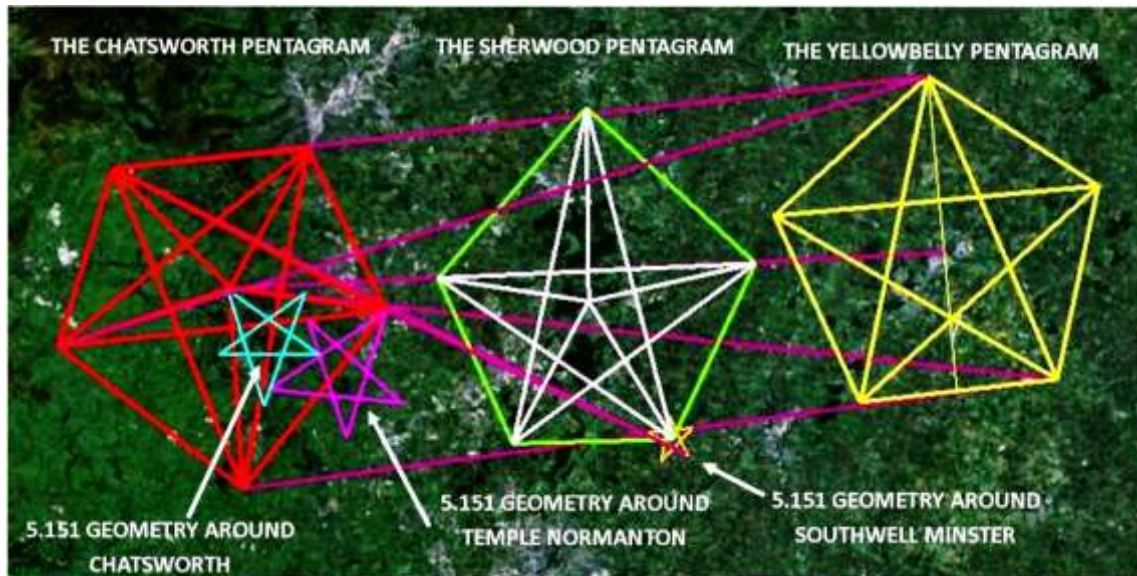 THE CHATSWORTH PENTAGRAM
THE SHERWOOD PENTAGRAM
THE YELLOWBELLY PENTAGRAM
5.151 GEOMETRY AROUND
CHATSWORTH
5.151 GEOMETRY AROUND
TEMPLE NORMANTON
5.151 GEOMETRY AROUND
SOUTHWELL MINSTER